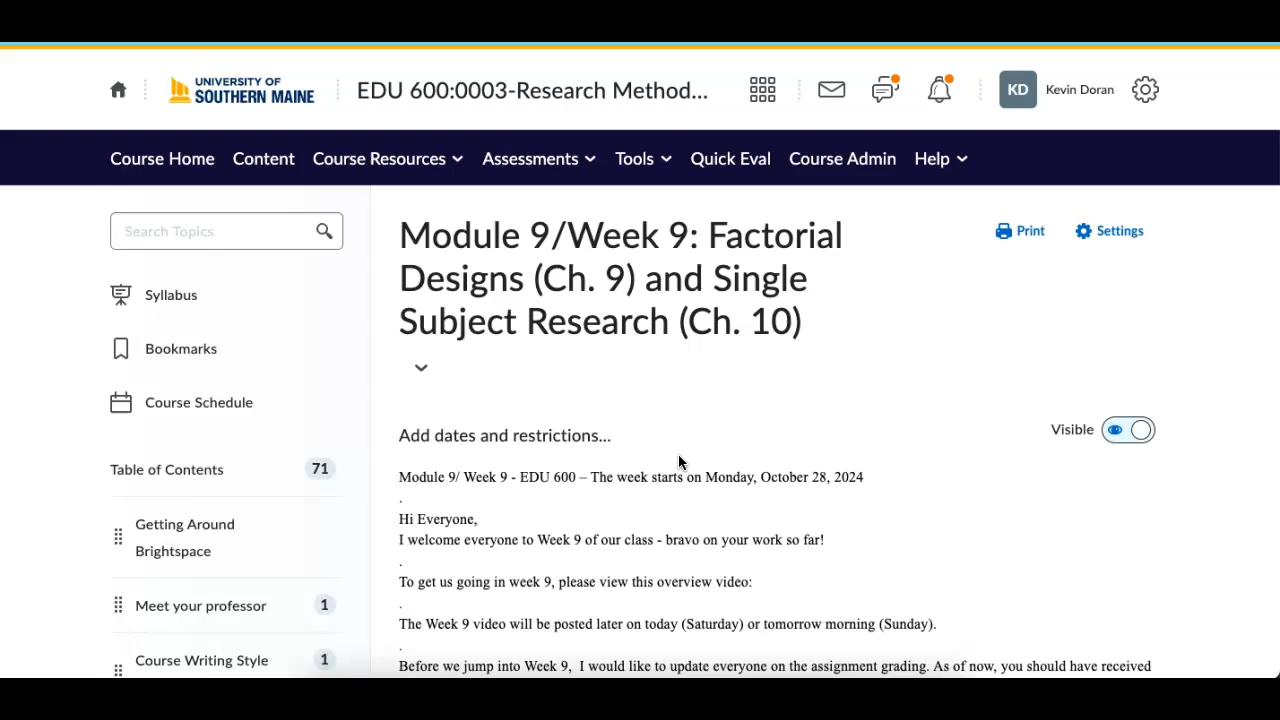 UNIVERSITY OF
SOUTHERN MAINE
EDU 600:0003-Research Method...
KD
Kevin Doran
Course Home
Content
Course Resources
Assessments
Tools
Quick Eval
Course Admin
Help
Search Topics
Syllabus
Bookmarks
Course Schedule
Table of Contents
71
Getting Around
Brightspace
Meet your professor
1
Course Writing Style
1
Module 9/Week 9: Factorial
Designs (Ch. 9) and Single
Subject Research (Ch. 10)
Print
Settings
Add dates and restrictions...
Visible
Module 9/ Week 9 - EDU 600 – The week starts on Monday, October 28, 2024
.
Hi Everyone,
I welcome everyone to Week 9 of our class - bravo on your work so far!
.
To get us going in week 9, please view this overview video:
.
The Week 9 video will be posted later on today (Saturday) or tomorrow morning (Sunday).
.
Before we jump into Week 9, I would like to update everyone on the assignment grading. As of now, you should have received